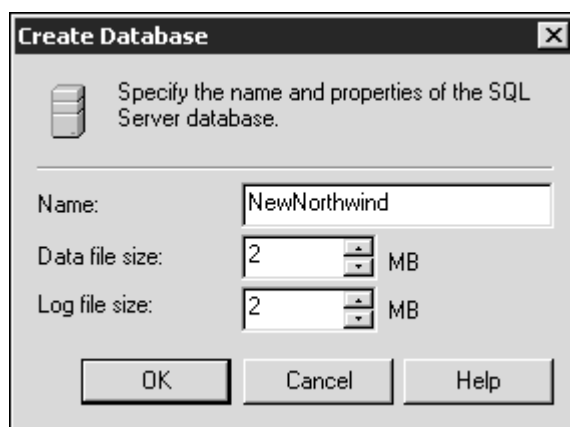 Create Database
Specify the name and properties of the SQL
Server database.
Name: NewNorthwind
Data file size: 2 MB
Log file size: 2 MB
OK Cancel Help